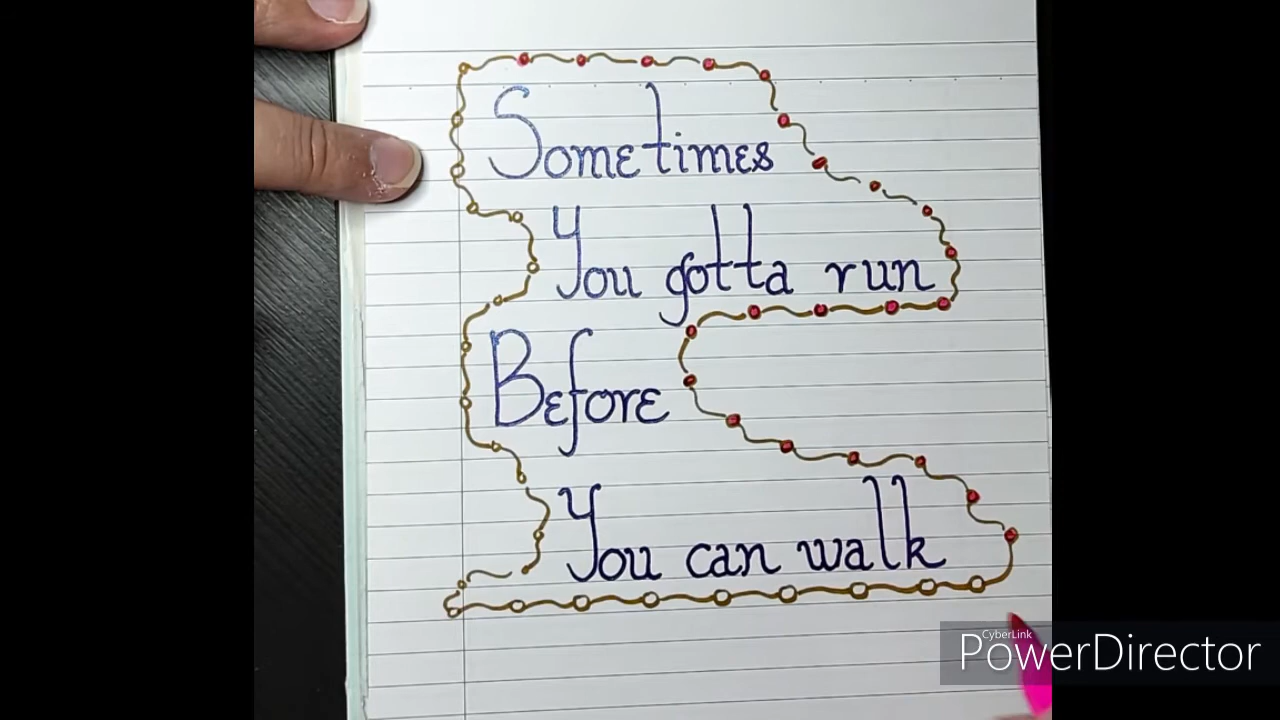 Sometimes
You gotta run
Before
You can walk
CyberLink
PowerDirector